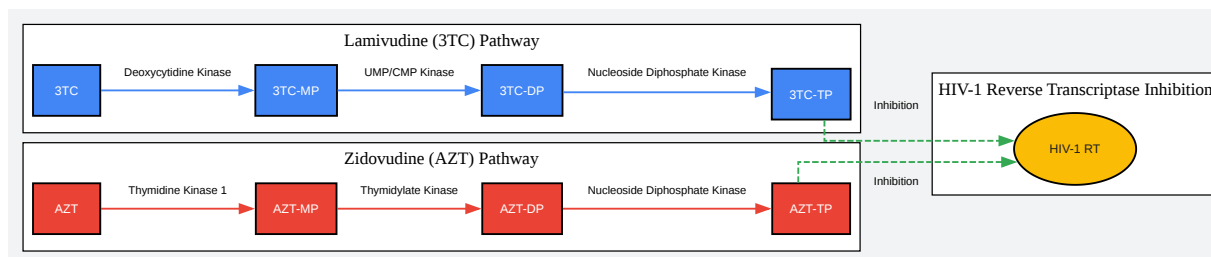 Lamivudine (3TC) Pathway
3TC
Deoxycytidine Kinase
3TC-MP
UMP/CMP Kinase
3TC-DP
Nucleoside Diphosphate Kinase
3TC-TP
Inhibition
Zidovudine (AZT) Pathway
AZT
Thymidine Kinase 1
AZT-MP
Thymidylate Kinase
AZT-DP
Nucleoside Diphosphate Kinase
AZT-TP
Inhibition
HIV-1 Reverse Transcriptase Inhibition
HIV-1 RT